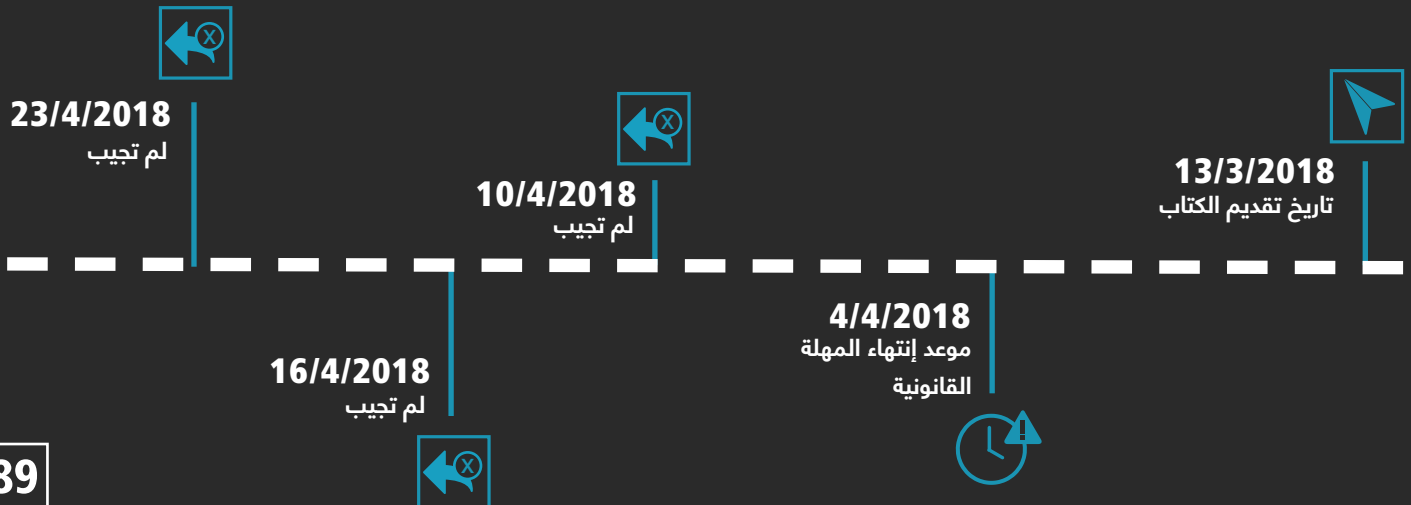 13/3/2018
تاريخ تقديم الكتاب
4/4/2018
موعد إنتهاء المهلة
القانونية
10/4/2018
لم تجيب
16/4/2018
لم تجيب
23/4/2018
لم تجيب
X
X
X
89